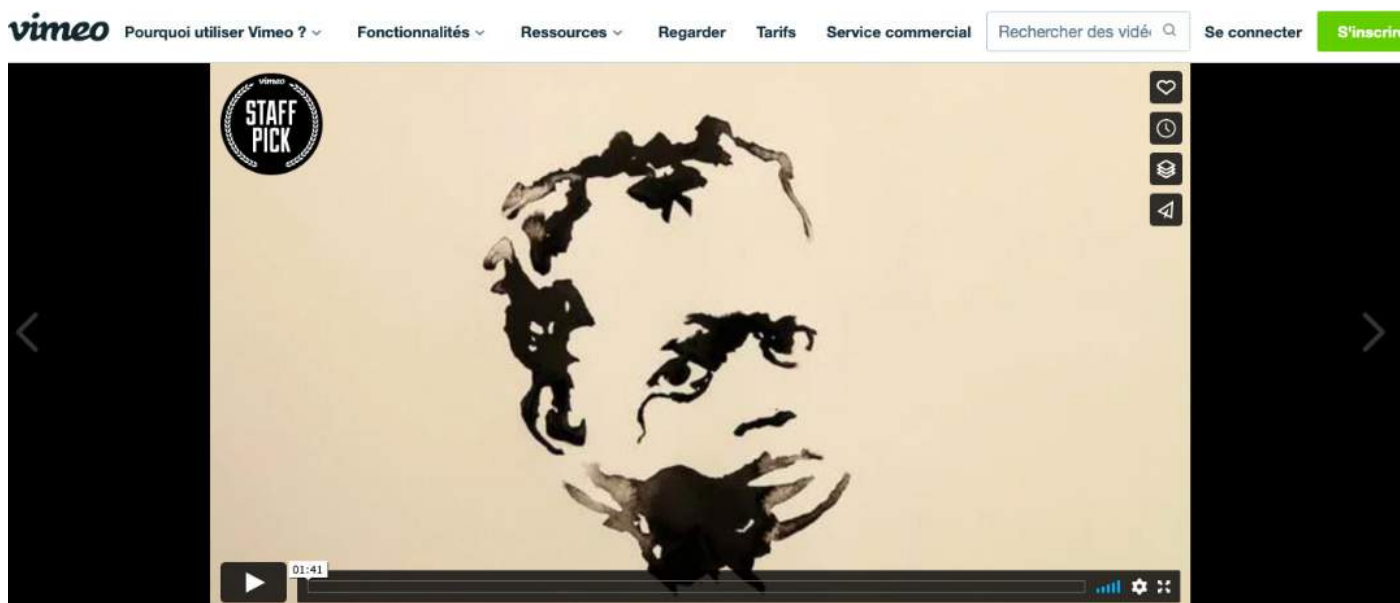 vimeo Pourquoi utiliser Vimeo ? Fonctionnalités Ressources Regarder Tarifs Service commercial Rechercher des vidé Se connecter S'inscrire
vimeo
STAFF
PICK
01:41